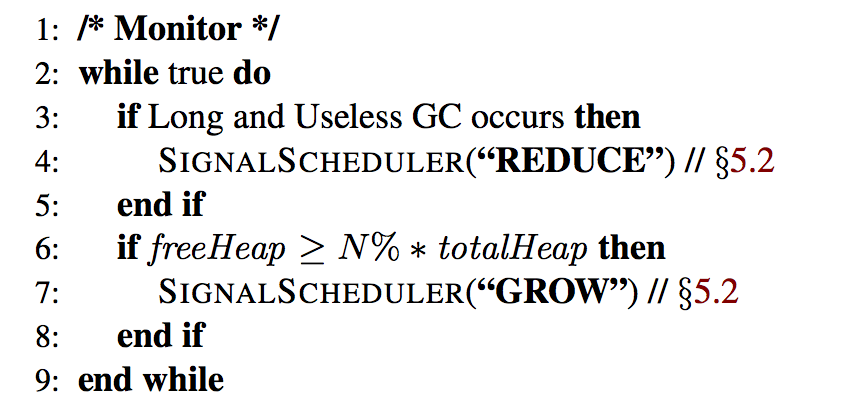 1: /* Monitor */
2: while true do
3: if Long and Useless GC occurs then
4: SIGNALSCHEDULER(“REDUCE”) // §5.2
5: end if
6: if freeHeap ≥ N% ∗ totalHeap then
7: SIGNALSCHEDULER(“GROW”) // §5.2
8: end if
9: end while